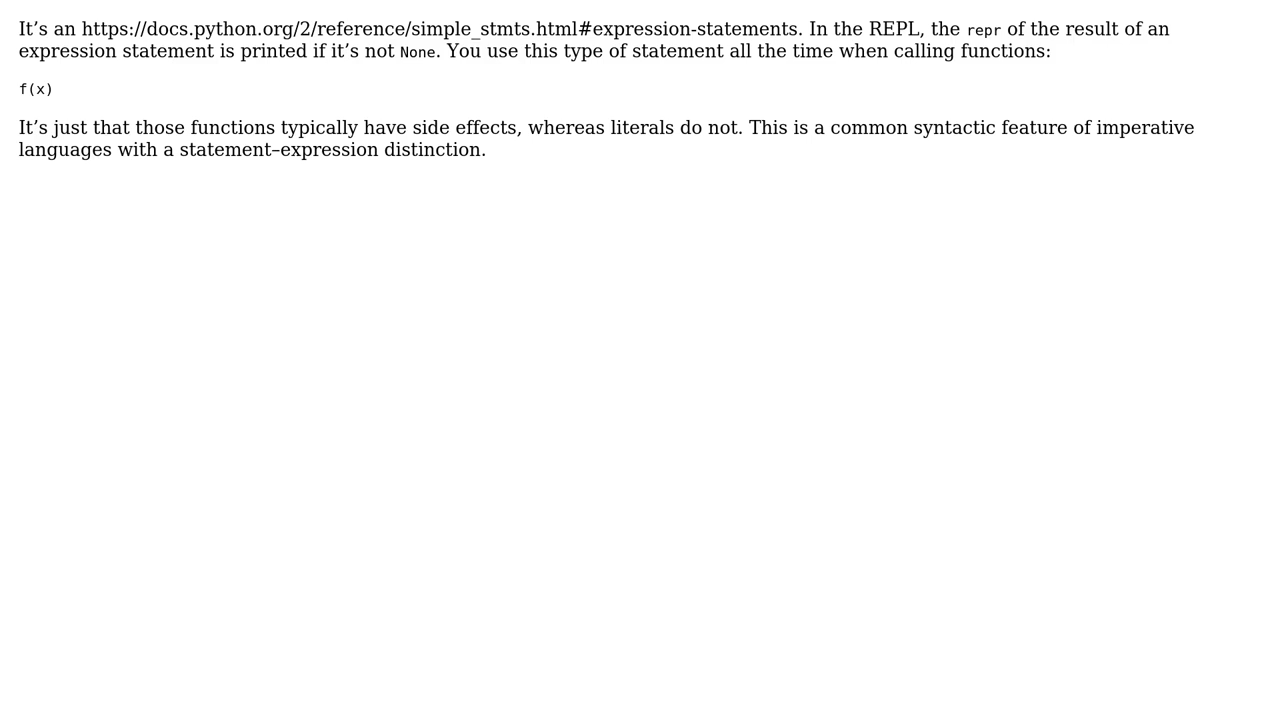 It’s an https://docs.python.org/2/reference/simple_stmts.html#expression-statements. In the REPL, the repr of the result of an
expression statement is printed if it’s not None. You use this type of statement all the time when calling functions:
f(x)
It’s just that those functions typically have side effects, whereas literals do not. This is a common syntactic feature of imperative
languages with a statement–expression distinction.